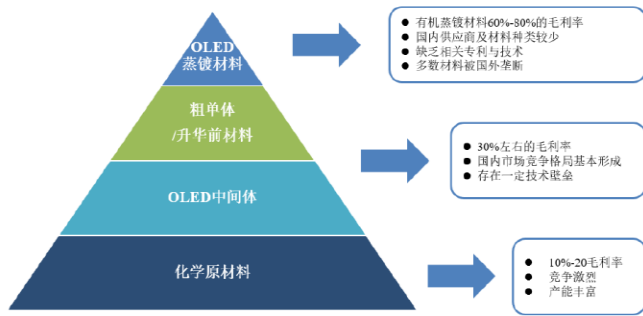 OLED
蒸镀材料
有机蒸镀材料60%-80%的毛利率
国内供应商及材料种类较少
缺乏相关专利与技术
多数材料被国外垄断
粗单体
/升华前材料
30%左右的毛利率
国内市场竞争格局基本形成
存在一定技术壁垒
OLED中间体
化学原材料
10%-20毛利率
竞争激烈
产能丰富